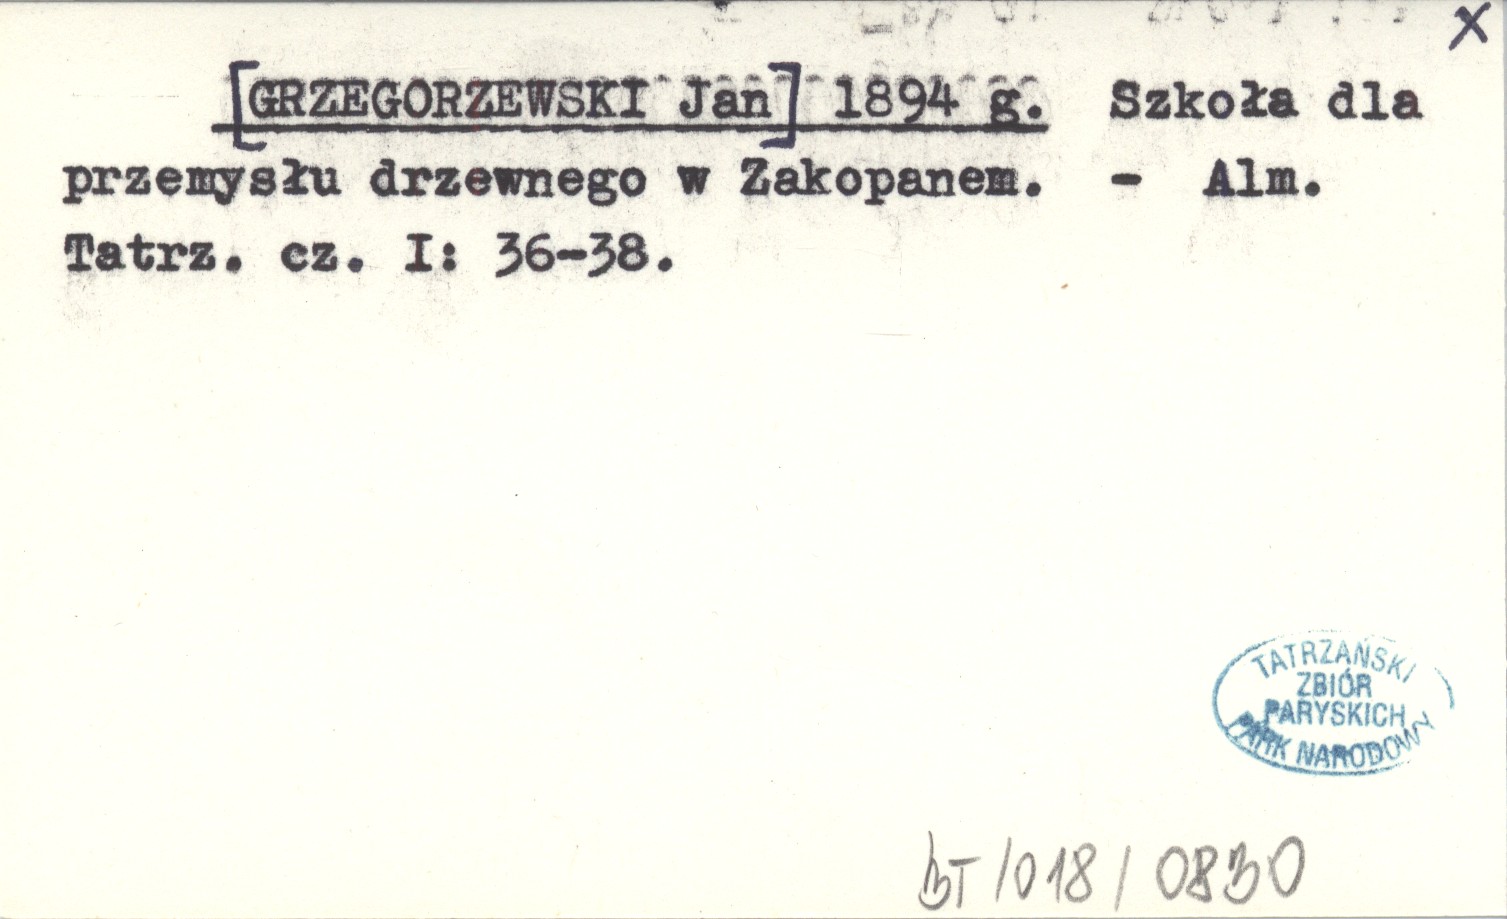 x
[GRZEGORZEWSKI Jan] 1894 g. Szkoła dla
przemysłu drzewnego w Zakopanem. - Alm.
Tatrz. cz. I: 36-38.
TATRZAŃSKI
ZBIÓR
PARYSKICH
PARK NARODOWY
BT/018/0830